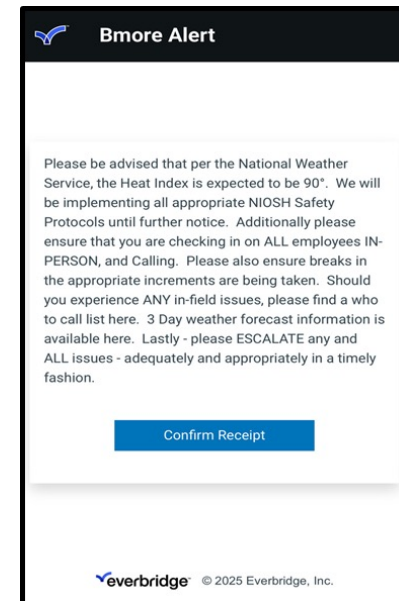 Bmore Alert
Please be advised that per the National Weather
Service, the Heat Index is expected to be 90°. We will
be implementing all appropriate NIOSH Safety
Protocols until further notice. Additionally please
ensure that you are checking in on ALL employees IN-
PERSON, and Calling. Please also ensure breaks in
the appropriate increments are being taken. Should
you experience ANY in-field issues, please find a who
to call list here. 3 Day weather forecast information is
available here. Lastly - please ESCALATE any and
ALL issues - adequately and appropriately in a timely
fashion.
Confirm Receipt
everbridge © 2025 Everbridge, Inc.